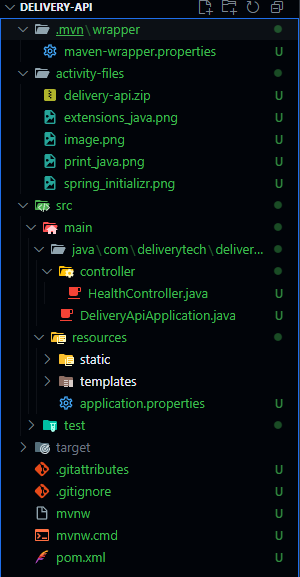 DELIVERY-API
.mvn\wrapper
maven-wrapper.properties U
activity-files
delivery-api.zip U
extensions_java.png U
image.png U
print_java.png U
spring_initializr.png U
src
main
java\com\deliverytech\deliver...
controller
HealthController.java U
DeliveryApiApplication.java U
resources
static
templates
application.properties U
test
target
.gitattributes U
.gitignore U
mvnw U
mvnw.cmd U
pom.xml U